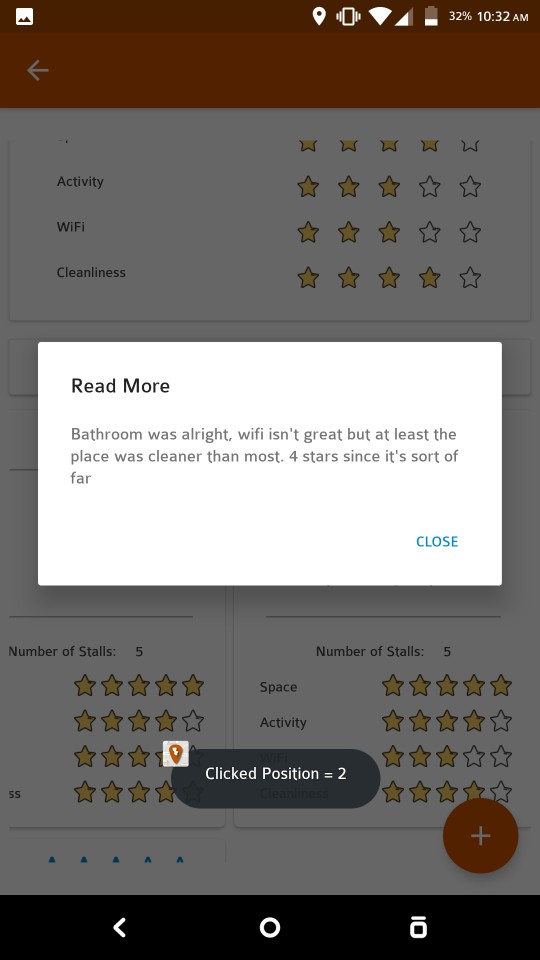 32% 10:32 AM
Activity
WiFi
Cleanliness
Read More
Bathroom was alright, wifi isn't great but at least the
place was cleaner than most. 4 stars since it's sort of
far
CLOSE
Number of Stalls: 5
Number of Stalls: 5
Space
Activity
WiFi
Clicked Position = 2
ss
Cleanliness